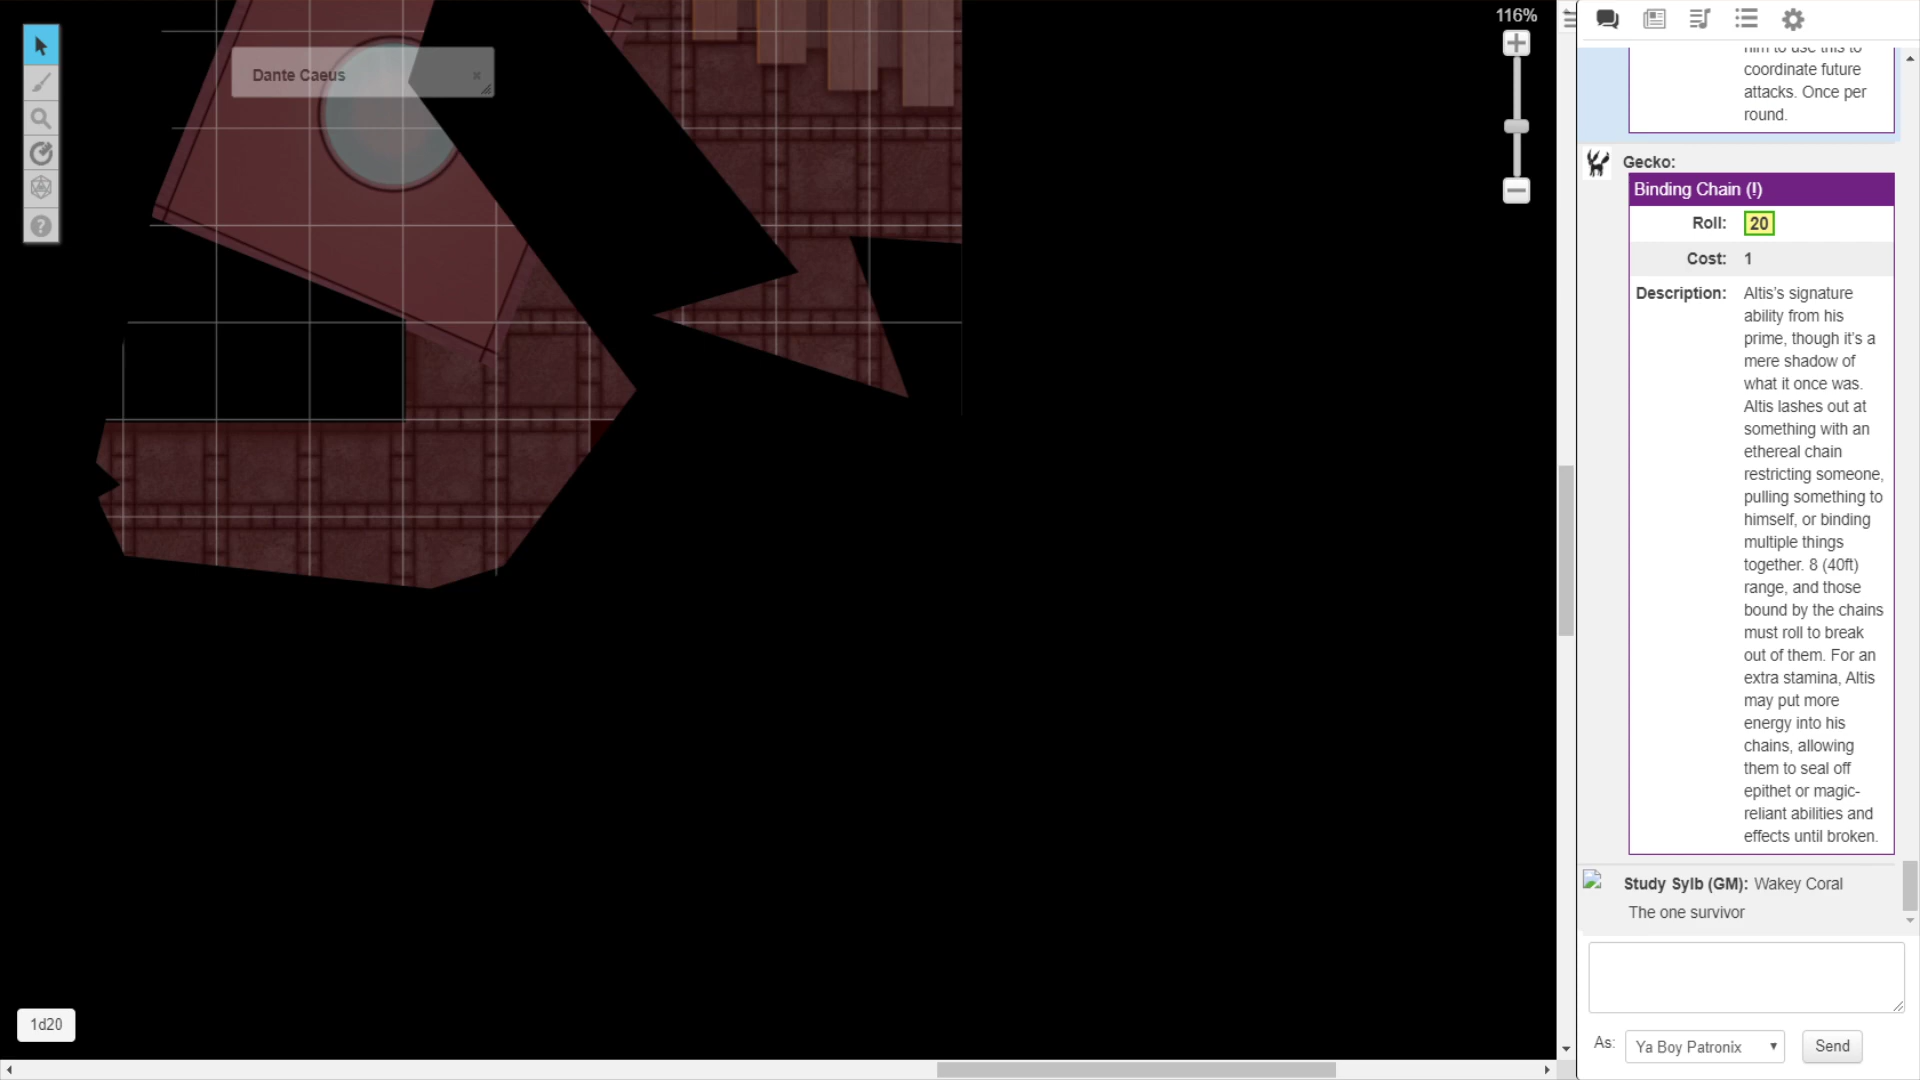 116%
Dante Caeus
him to use this to
coordinate future
attacks. Once per
round.
Gecko:
Binding Chain (!)
Roll: 20
Cost: 1
Description: Altis's signature
ability from his
prime, though it's a
mere shadow of
what it once was.
Altis lashes out at
something with an
ethereal chain
restricting someone,
pulling something to
himself, or binding
multiple things
together. 8 (40ft)
range, and those
bound by the chains
must roll to break
out of them. For an
extra stamina, Altis
may put more
energy into his
chains, allowing
them to seal off
epithet or magic-
reliant abilities and
effects until broken.
Study Sylb (GM): Wakey Coral
The one survivor
1d20
As: Ya Boy Patronix Send